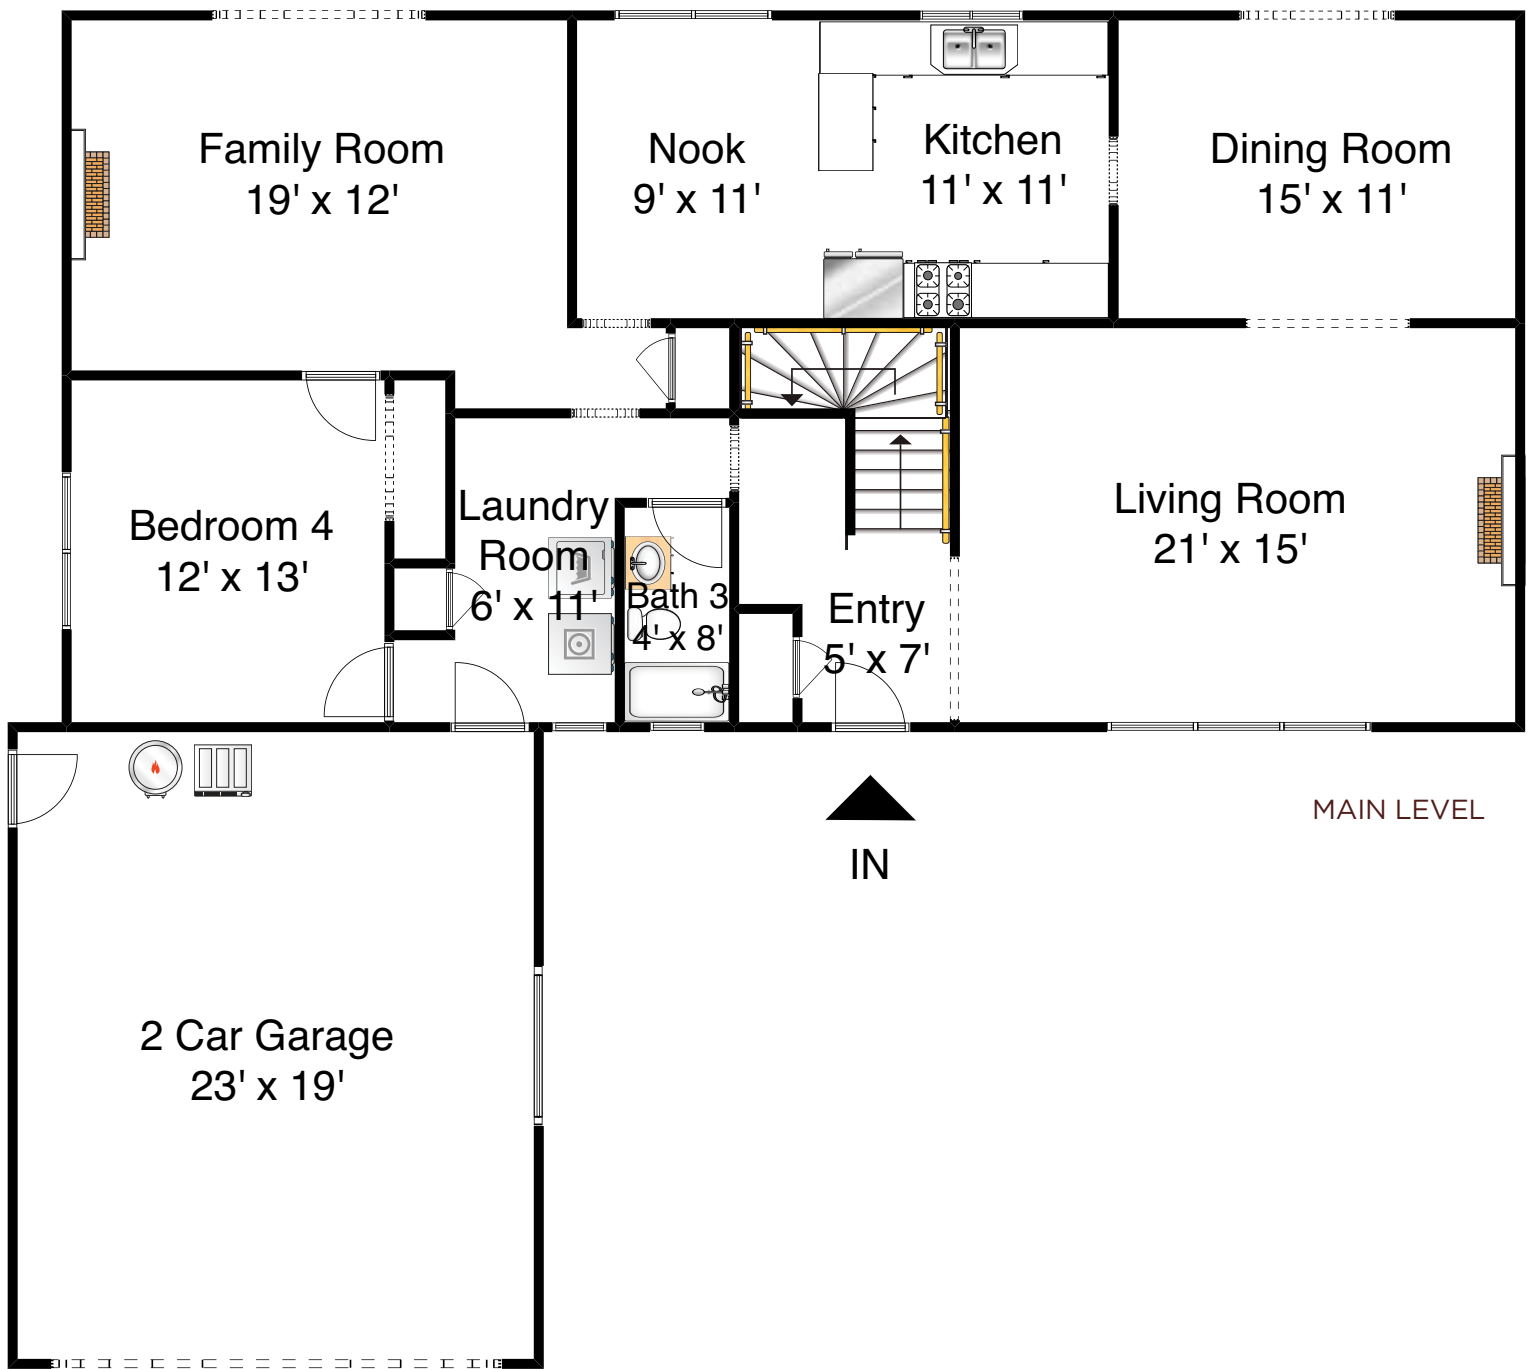 Family Room
19' x 12'
Nook
9' x 11'
Kitchen
11' x 11'
Dining Room
15' x 11'
Bedroom 4
12' x 13'
Laundry
Room
6' x 11'
Bath 3
4' x 8'
Entry
5' x 7'
Living Room
21' x 15'
MAIN LEVEL
IN
2 Car Garage
23' x 19'